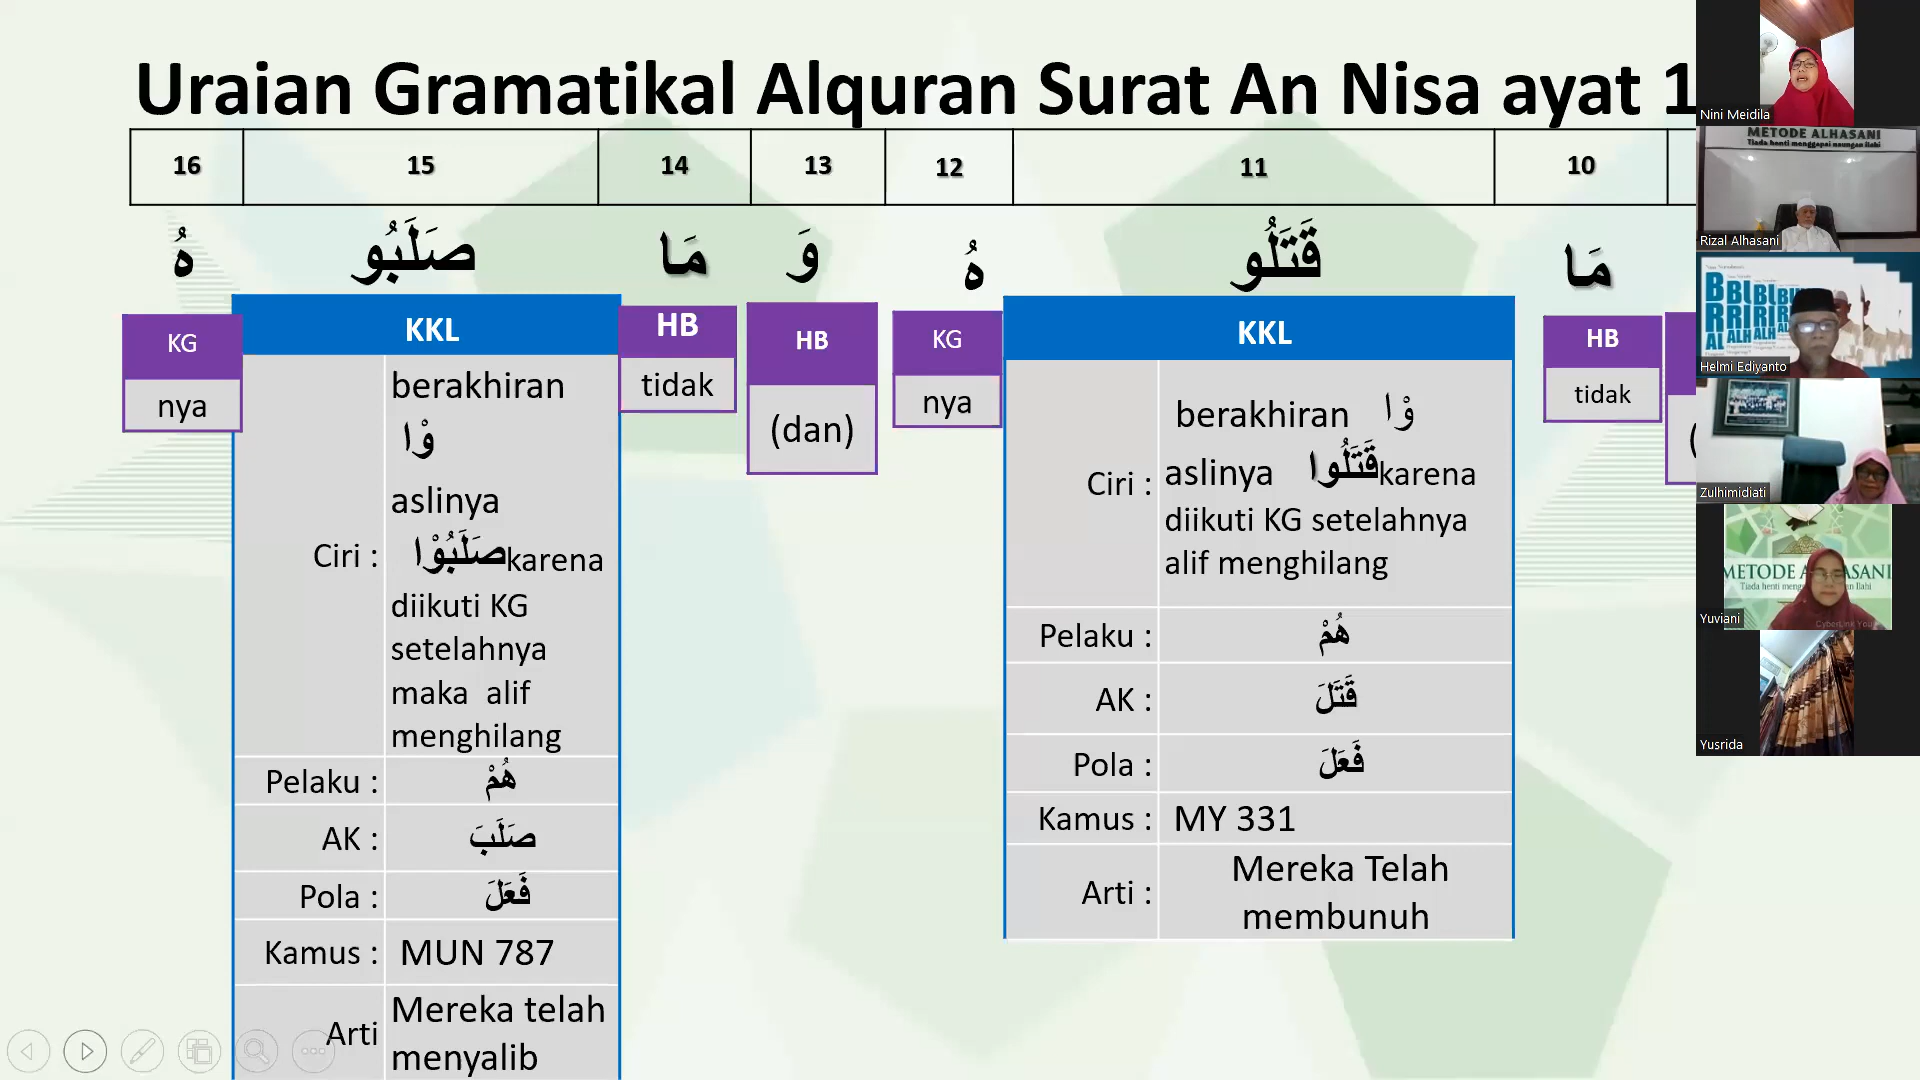 Uraian Gramatikal Alquran Surat An Nisa ayat 1
16 15 14 13 12 11 10
هُ صَلَبُو مَا وَ هُ قَتَلُو مَا
KG
nya
KKL
Ciri :
berakhiran
وْا
aslinya
صَلَبُوْا karena
diikuti KG
setelahnya
maka alif
menghilang
Pelaku : هُمْ
AK : صَلَبَ
Pola : فَعَلَ
Kamus : MUN 787
Arti
Mereka telah
menyalib
HB
tidak
HB
(dan)
KG
nya
KKL
Ciri :
berakhiran وْا
aslinya قَتَلُوا karena
diikuti KG setelahnya
alif menghilang
Pelaku : هُمْ
AK : قَتَلَ
Pola : فَعَلَ
Kamus : MY 331
Arti :
Mereka Telah
membunuh
HB
tidak
(
Nini Meidila
METODE ALHASANI
Tiada henti menggapai naungan ilahi
Rizal Alhasani
Helmi Ediyanto
Zulhimidiati
Yuviani
Yusrida